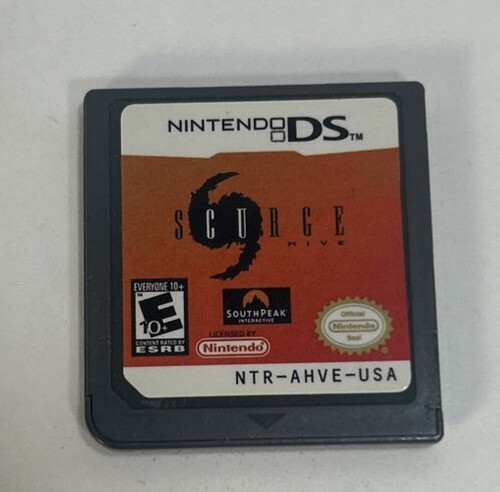 NINTENDO DS™
SCURGE
HIVE
EVERYONE 10+
E
10+
CONTENT RATED BY
ESRB
SOUTHPEAK
INTERACTIVE
LICENSED BY
Nintendo
Official
Nintendo
Seal
NTR-AHVE-USA